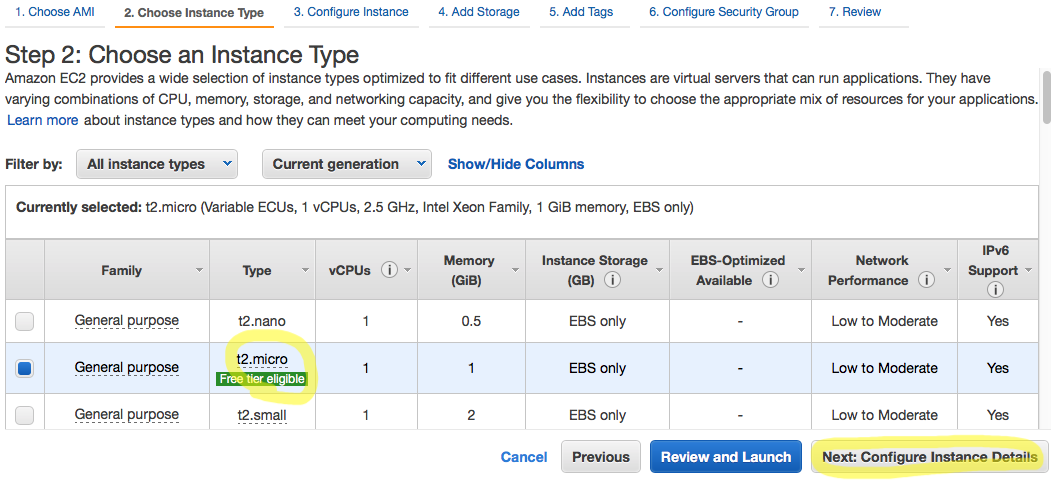 1. Choose AMI 2. Choose Instance Type 3. Configure Instance 4. Add Storage 5. Add Tags 6. Configure Security Group 7. Review
Step 2: Choose an Instance Type
Amazon EC2 provides a wide selection of instance types optimized to fit different use cases. Instances are virtual servers that can run applications. They have
varying combinations of CPU, memory, storage, and networking capacity, and give you the flexibility to choose the appropriate mix of resources for your applications.
Learn more about instance types and how they can meet your computing needs.
Filter by: All instance types Current generation Show/Hide Columns
Currently selected: t2.micro (Variable ECUs, 1 vCPUs, 2.5 GHz, Intel Xeon Family, 1 GiB memory, EBS only)
Family Type vCPUs i Memory (GiB) Instance Storage (GB) i EBS-Optimized Available i Network Performance i IPv6 Support i
General purpose t2.nano 1 0.5 EBS only - Low to Moderate Yes
General purpose t2.micro Free tier eligible 1 1 EBS only - Low to Moderate Yes
General purpose t2.small 1 2 EBS only - Low to Moderate Yes
Cancel Previous Review and Launch Next: Configure Instance Details